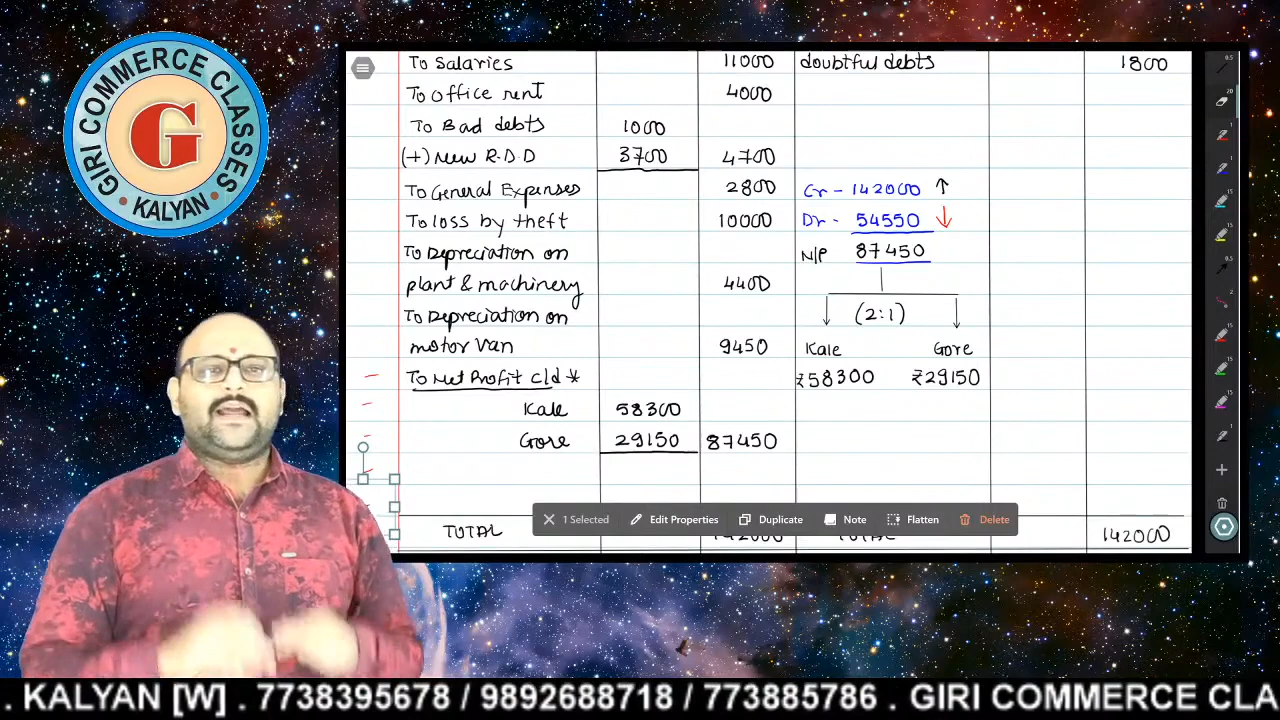 GIRI COMMERCE CLASSES
G
• KALYAN •
To Salaries 11000 doubtful debts 1800
To Office rent 4000
To Bad debts 1000
(+) New R.D.D 3700 4700
To General Expenses 2800 Cr - 142000 ↑
To loss by theft 10000 Dr - 54550 ↓
To Depreciation on N/P 87450
plant & machinery 4400
To Depreciation on (2:1)
motor van 9450 Kale Gore
To Net Profit c/d * ₹58300 ₹29150
Kale 58300
Gore 29150 87450
1 Selected Edit Properties Duplicate Note Flatten Delete
TOTAL 142000 TOTAL 142000
. KALYAN [W] . 7738395678 / 9892688718 / 773885786 . GIRI COMMERCE CLA